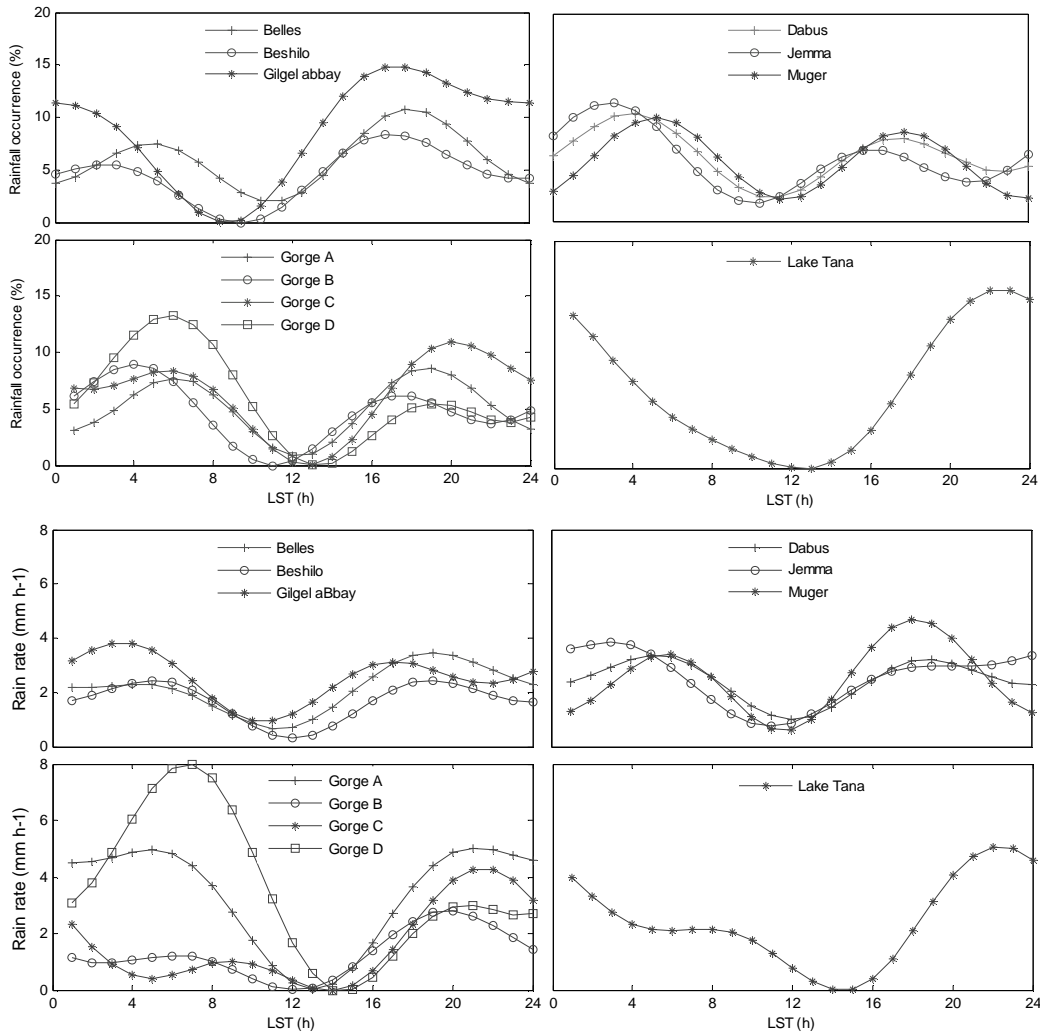 20
15
10
5
0
Rainfall occurrence (%)
Belles
Beshilo
Gilgel abbay
Dabus
Jemma
Muger
20
15
10
5
0
Rainfall occurrence (%)
Gorge A
Gorge B
Gorge C
Gorge D
0 4 8 12 16 20 24
LST (h)
Lake Tana
0 4 8 12 16 20 24
LST (h)
8
6
4
2
0
Rain rate (mm h-1)
Belles
Beshilo
Gilgel aBbay
Dabus
Jemma
Muger
8
6
4
2
0
Rain rate (mm h-1)
Gorge A
Gorge B
Gorge C
Gorge D
0 4 8 12 16 20 24
LST (h)
Lake Tana
0 4 8 12 16 20 24
LST (h)